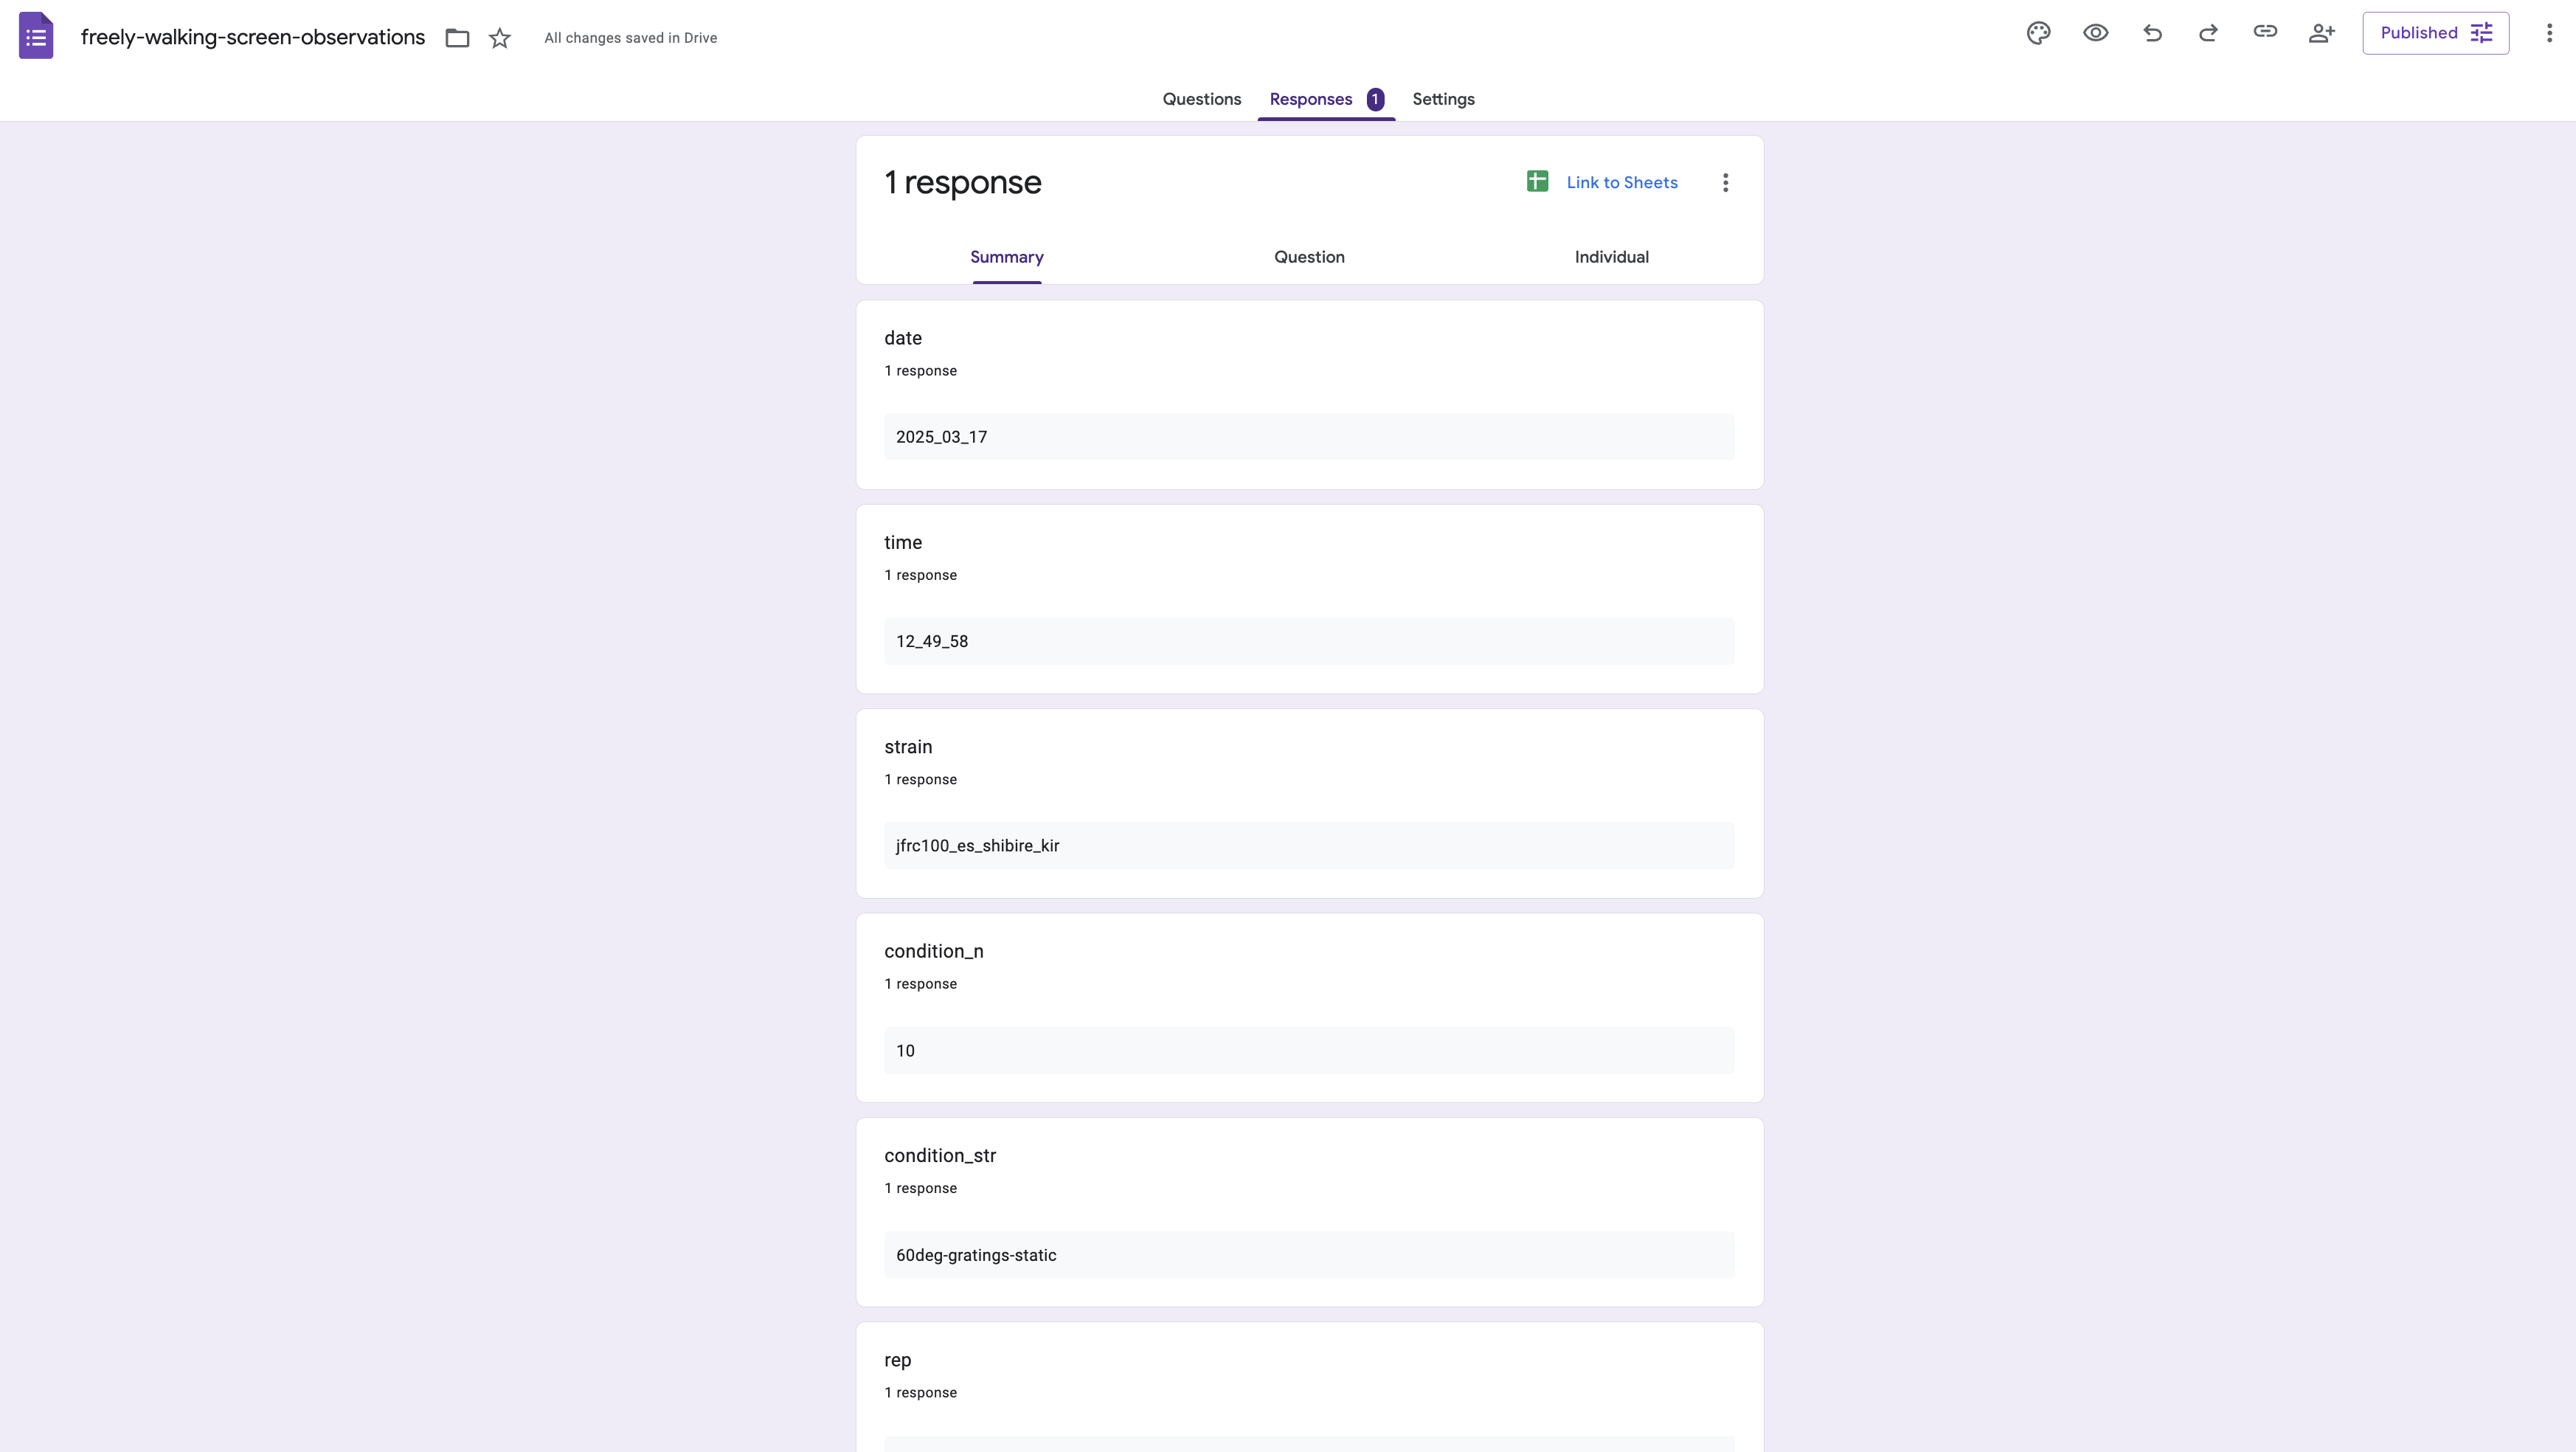 freely-walking-screen-observations
All changes saved in Drive
Published
Questions
Responses 1
Settings
1 response
Link to Sheets
Summary
Question
Individual
date
1 response
2025_03_17
time
1 response
12_49_58
strain
1 response
jfrc100_es_shibire_kir
condition_n
1 response
10
condition_str
1 response
60deg-gratings-static
rep
1 response